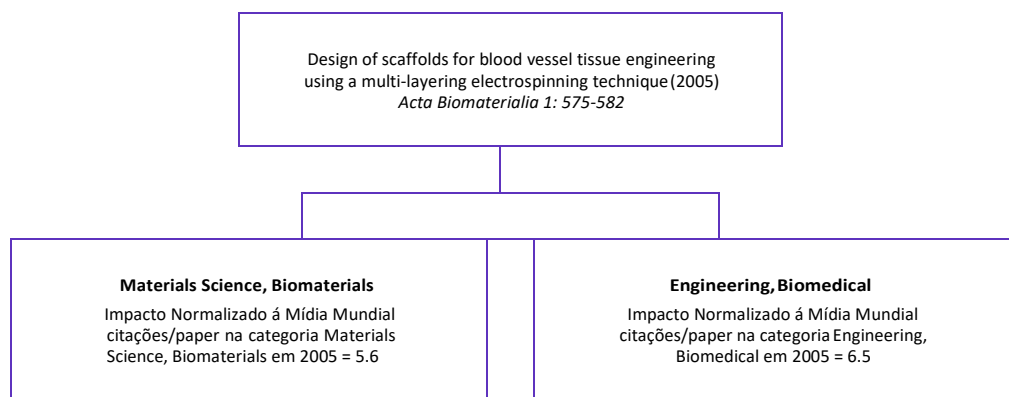 Design of scaffolds for blood vessel tissue engineering
using a multi-layering electrospinning technique (2005)
Acta Biomaterialia 1: 575-582
Materials Science, Biomaterials
Impacto Normalizado á Mídia Mundial
citações/paper na categoria Materials
Science, Biomaterials em 2005 = 5.6
Engineering, Biomedical
Impacto Normalizado á Mídia Mundial
citações/paper na categoria Engineering,
Biomedical em 2005 = 6.5